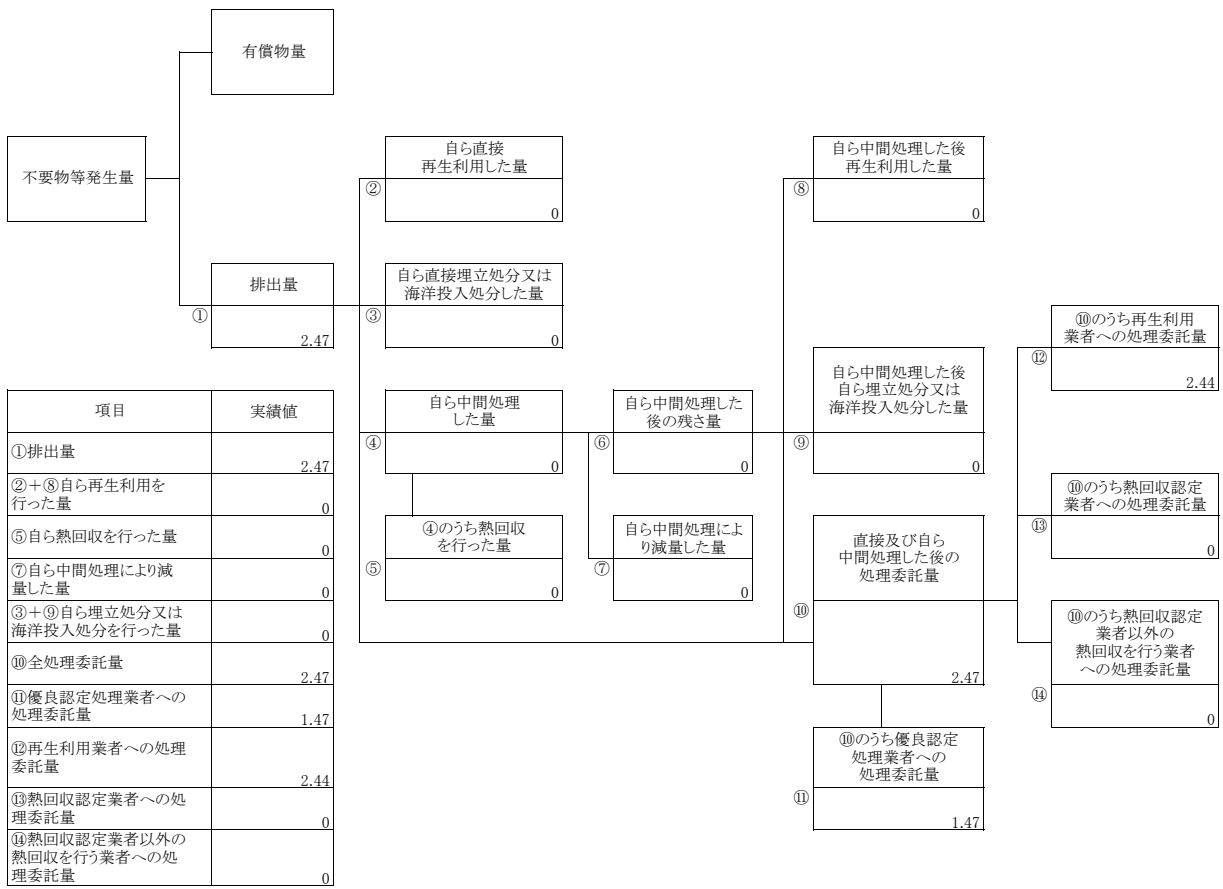 有償物量
不要物等発生量
自ら直接
再生利用した量
②
0
自ら中間処理した後
再生利用した量
⑧
0
排出量
①
2.47
自ら直接埋立処分又は
海洋投入処分した量
③
0
⑩のうち再生利用
業者への処理委託量
⑫
2.44
自ら中間処理
した量
④
0
自ら中間処理した
後の残さ量
⑥
0
自ら中間処理した後
自ら埋立処分又は
海洋投入処分した量
⑨
0
⑩のうち熱回収認定
業者への処理委託量
⑬
0
④のうち熱回収
を行った量
⑤
0
自ら中間処理によ
り減量した量
⑦
0
直接及び自ら
中間処理した後の
処理委託量
⑩
2.47
⑩のうち熱回収認定
業者以外の
熱回収を行う業者
への処理委託量
⑭
0
⑩のうち優良認定
処理業者への
処理委託量
⑪
1.47
項目 実績値
①排出量
2.47
②+⑧自ら再生利用を
行った量
0
⑤自ら熱回収を行った量
0
⑦自ら中間処理により減
量した量
0
③+⑨自ら埋立処分又は
海洋投入処分を行った量
0
⑩全処理委託量
2.47
⑪優良認定処理業者への
処理委託量
1.47
⑫再生利用業者への処理
委託量
2.44
⑬熱回収認定業者への処
理委託量
0
⑭熱回収認定業者以外の
熱回収を行う業者への処
理委託量
0